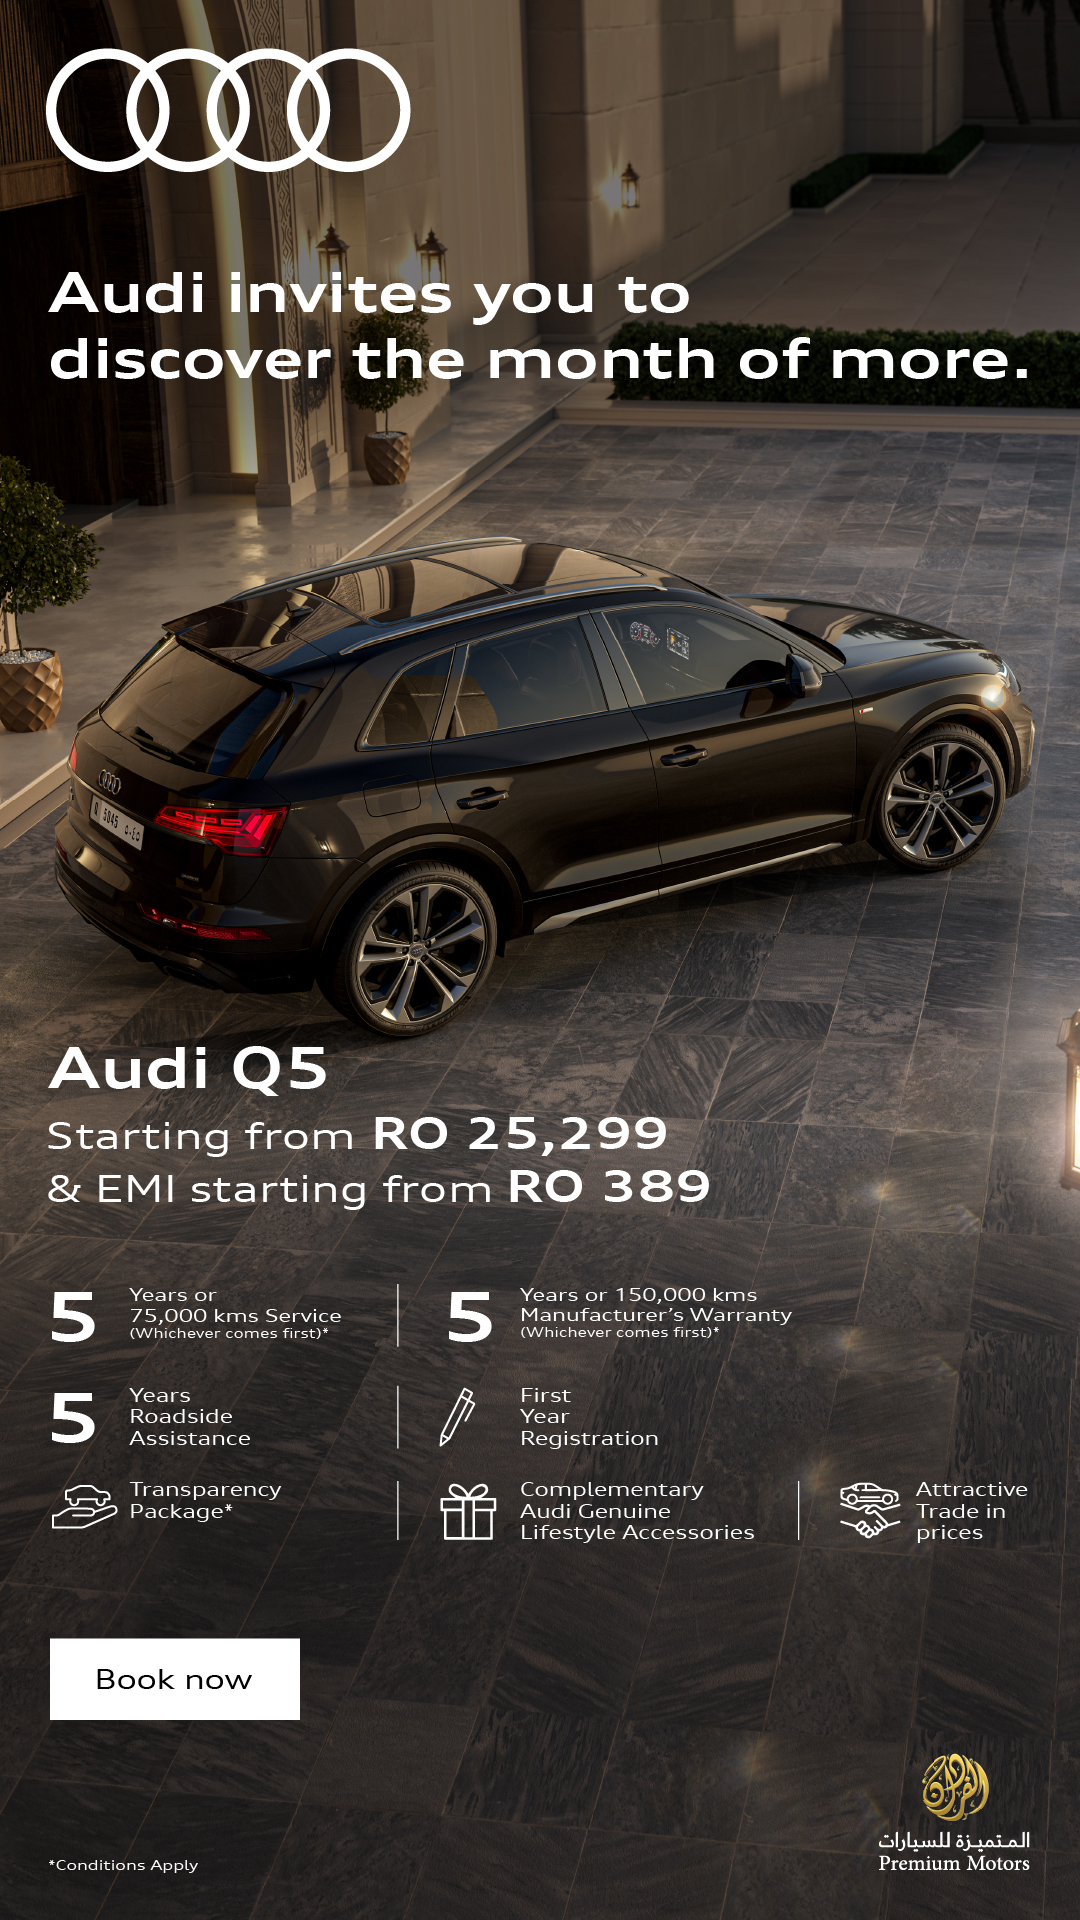 Audi invites you to
discover the month of more.
Q 5045 ٥٠٤٥
Audi Q5
Starting from RO 25,299
& EMI starting from RO 389
5 Years or
75,000 kms Service
(Whichever comes first)*
5 Years or 150,000 kms
Manufacturer's Warranty
(Whichever comes first)*
5 Years
Roadside
Assistance
First
Year
Registration
Transparency
Package*
Complementary
Audi Genuine
Lifestyle Accessories
Attractive
Trade in
prices
Book now
المتميزة للسيارات
Premium Motors
*Conditions Apply